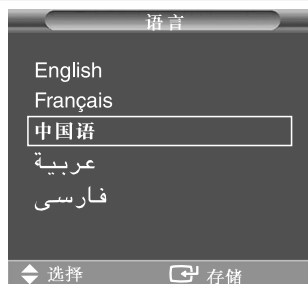 语言
English
Français
中国语
عربية
فارسی
选择 存储